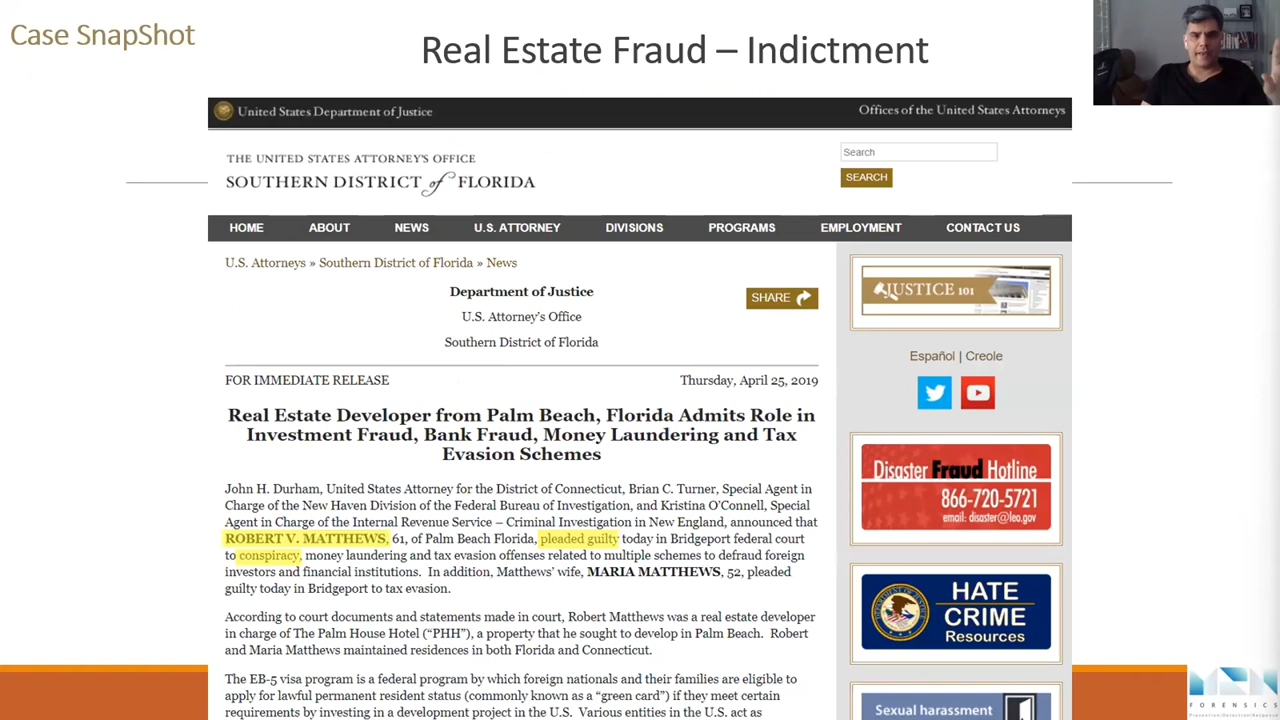 Case SnapShot
Real Estate Fraud – Indictment
United States Department of Justice
Offices of the United States Attorneys
THE UNITED STATES ATTORNEY'S OFFICE
SOUTHERN DISTRICT of FLORIDA
Search
SEARCH
HOME ABOUT NEWS U.S. ATTORNEY DIVISIONS PROGRAMS EMPLOYMENT CONTACT US
U.S. Attorneys » Southern District of Florida » News
Department of Justice
SHARE
U.S. Attorney's Office
Southern District of Florida
FOR IMMEDIATE RELEASE
Thursday, April 25, 2019
Real Estate Developer from Palm Beach, Florida Admits Role in
Investment Fraud, Bank Fraud, Money Laundering and Tax
Evasion Schemes
John H. Durham, United States Attorney for the District of Connecticut, Brian C. Turner, Special Agent in
Charge of the New Haven Division of the Federal Bureau of Investigation, and Kristina O'Connell, Special
Agent in Charge of the Internal Revenue Service – Criminal Investigation in New England, announced that
ROBERT V. MATTHEWS, 61, of Palm Beach Florida, pleaded guilty today in Bridgeport federal court
to conspiracy, money laundering and tax evasion offenses related to multiple schemes to defraud foreign
investors and financial institutions. In addition, Matthews' wife, MARIA MATTHEWS, 52, pleaded
guilty today in Bridgeport to tax evasion.
According to court documents and statements made in court, Robert Matthews was a real estate developer
in charge of The Palm House Hotel ("PHH"), a property that he sought to develop in Palm Beach. Robert
and Maria Matthews maintained residences in both Florida and Connecticut.
The EB-5 visa program is a federal program by which foreign nationals and their families are eligible to
apply for lawful permanent resident status (commonly known as a "green card") if they meet certain
requirements by investing in a development project in the U.S. Various entities in the U.S. act as
JUSTICE 101
Español | Creole
Disaster Fraud Hotline
866-720-5721
email: disaster@leo.gov
HATE
CRIME
Resources
Sexual harassment
FORENSICS